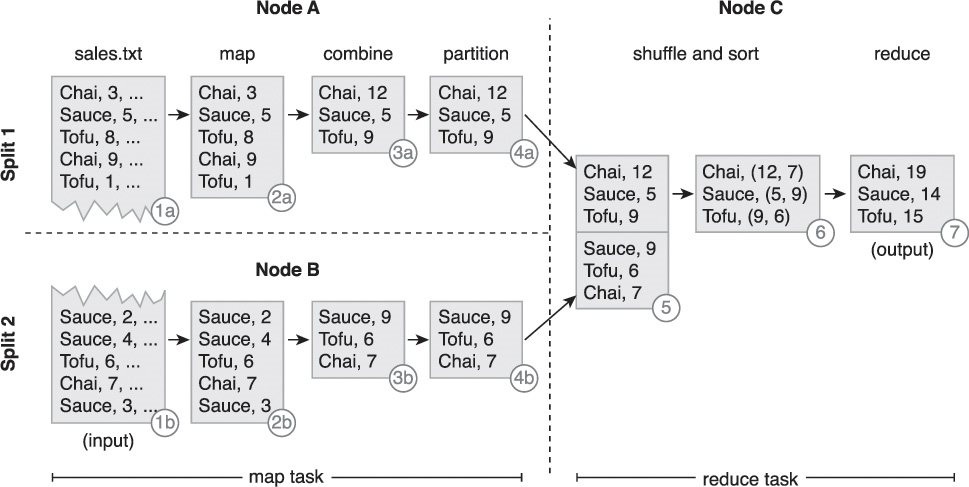 Node A
Node C
sales.txt
map
combine
partition
shuffle and sort
reduce
Split 1
Chai, 3, ...
Sauce, 5, ...
Tofu, 8, ...
Chai, 9, ...
Tofu, 1, ...
1a
Chai, 3
Sauce, 5
Tofu, 8
Chai, 9
Tofu, 1
2a
Chai, 12
Sauce, 5
Tofu, 9
3a
Chai, 12
Sauce, 5
Tofu, 9
4a
Node B
Split 2
Sauce, 2, ...
Sauce, 4, ...
Tofu, 6, ...
Chai, 7, ...
Sauce, 3, ...
1b
(input)
Sauce, 2
Sauce, 4
Tofu, 6
Chai, 7
Sauce, 3
2b
Sauce, 9
Tofu, 6
Chai, 7
3b
Sauce, 9
Tofu, 6
Chai, 7
4b
Chai, 12
Sauce, 5
Tofu, 9
Sauce, 9
Tofu, 6
Chai, 7
5
Chai, (12, 7)
Sauce, (5, 9)
Tofu, (9, 6)
6
Chai, 19
Sauce, 14
Tofu, 15
7
(output)
map task
reduce task